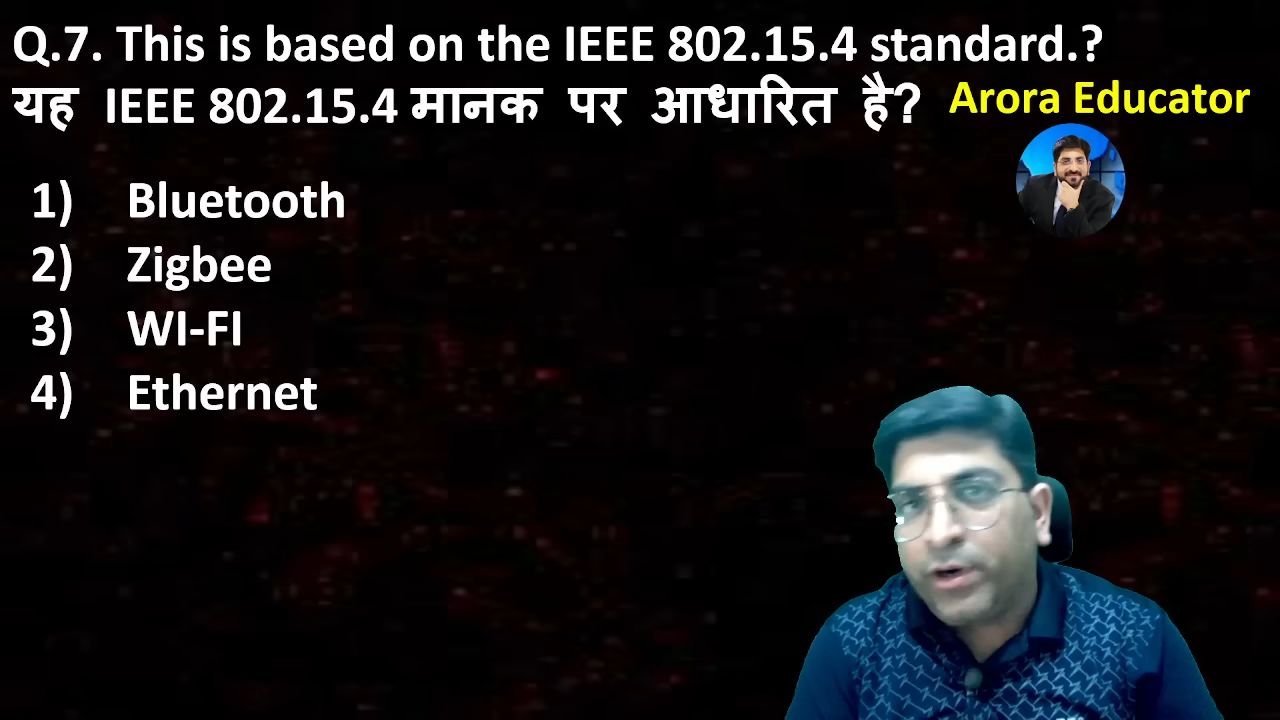 Q.7. This is based on the IEEE 802.15.4 standard.?
यह IEEE 802.15.4 मानक पर आधारित है?
Arora Educator
1) Bluetooth
2) Zigbee
3) WI-FI
4) Ethernet